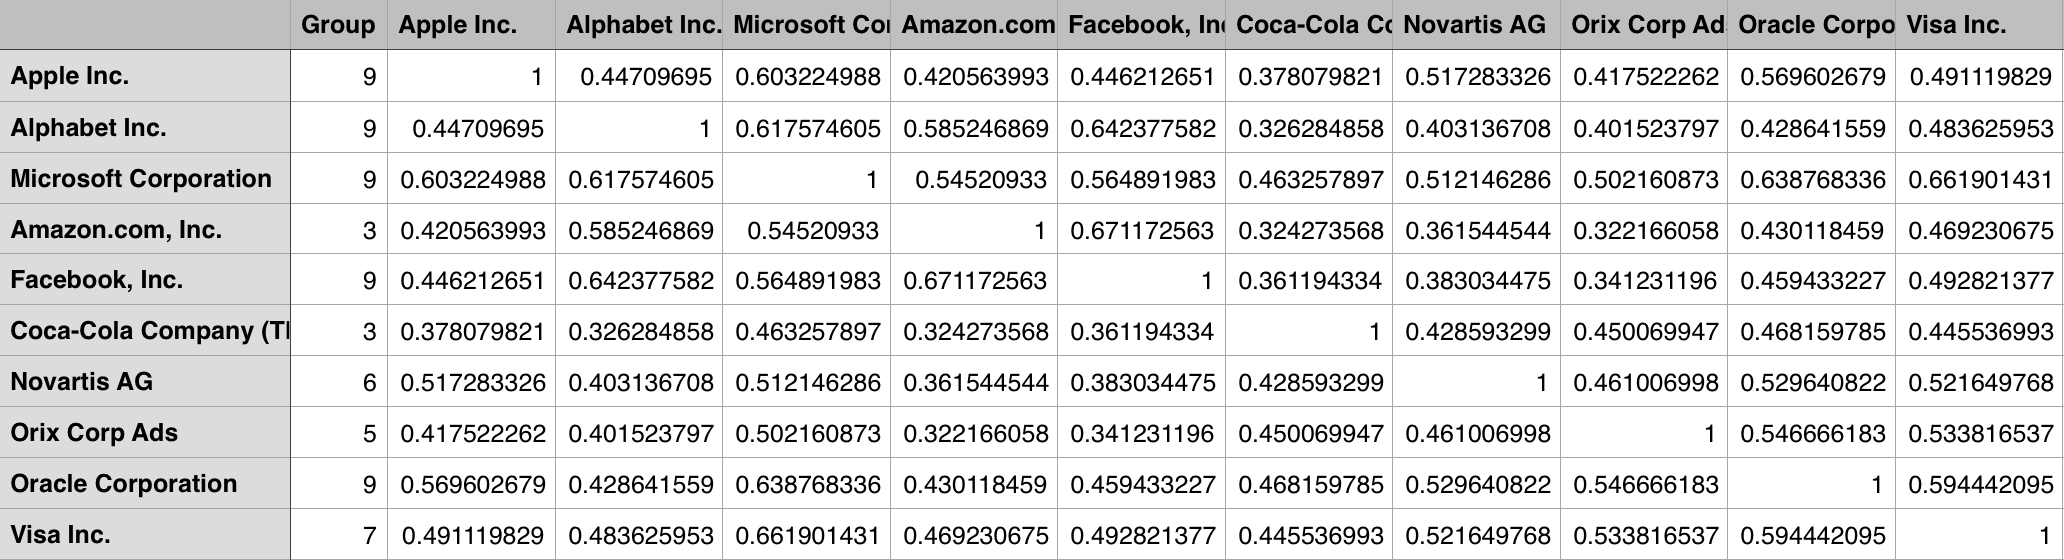 Group Apple Inc. Alphabet Inc. Microsoft Co Amazon.com Facebook, In Coca-Cola C Novartis AG Orix Corp Ad Oracle Corpo Visa Inc.
Apple Inc. 9 1 0.44709695 0.603224988 0.420563993 0.446212651 0.378079821 0.517283326 0.417522262 0.569602679 0.491119829
Alphabet Inc. 9 0.44709695 1 0.617574605 0.585246869 0.642377582 0.326284858 0.403136708 0.401523797 0.428641559 0.483625953
Microsoft Corporation 9 0.603224988 0.617574605 1 0.54520933 0.564891983 0.463257897 0.512146286 0.502160873 0.638768336 0.661901431
Amazon.com, Inc. 3 0.420563993 0.585246869 0.54520933 1 0.671172563 0.324273568 0.361544544 0.322166058 0.430118459 0.469230675
Facebook, Inc. 9 0.446212651 0.642377582 0.564891983 0.671172563 1 0.361194334 0.383034475 0.341231196 0.459433227 0.492821377
Coca-Cola Company (T 3 0.378079821 0.326284858 0.463257897 0.324273568 0.361194334 1 0.428593299 0.450069947 0.468159785 0.445536993
Novartis AG 6 0.517283326 0.403136708 0.512146286 0.361544544 0.383034475 0.428593299 1 0.461006998 0.529640822 0.521649768
Orix Corp Ads 5 0.417522262 0.401523797 0.502160873 0.322166058 0.341231196 0.450069947 0.461006998 1 0.546666183 0.533816537
Oracle Corporation 9 0.569602679 0.428641559 0.638768336 0.430118459 0.459433227 0.468159785 0.529640822 0.546666183 1 0.594442095
Visa Inc. 7 0.491119829 0.483625953 0.661901431 0.469230675 0.492821377 0.445536993 0.521649768 0.533816537 0.594442095 1